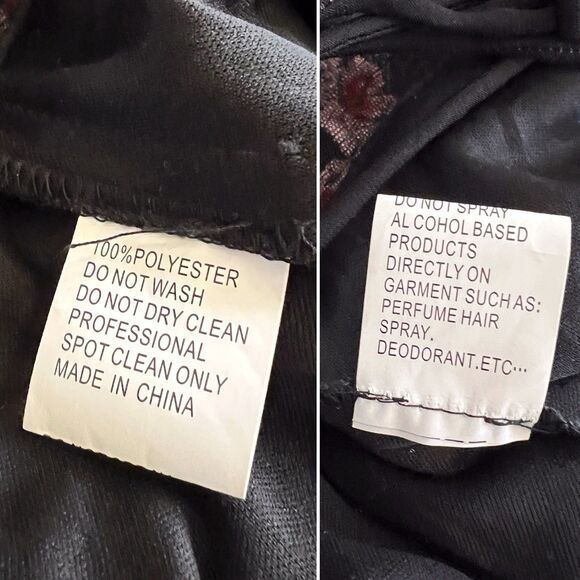 100%POLYESTER
DO NOT WASH
DO NOT DRY CLEAN
PROFESSIONAL
SPOT CLEAN ONLY
MADE IN CHINA
DO NOT SPRAY
AL COHOL BASED
PRODUCTS
DIRECTLY ON
GARMENT SUCH AS:
PERFUME HAIR
SPRAY.
DEODORANT.ETC···